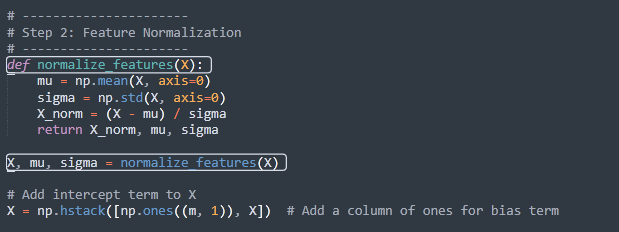 # ---------------------
# Step 2: Feature Normalization
# ---------------------
def normalize_features(X):
    mu = np.mean(X, axis=0)
    sigma = np.std(X, axis=0)
    X_norm = (X - mu) / sigma
    return X_norm, mu, sigma
X, mu, sigma = normalize_features(X)
# Add intercept term to X
X = np.hstack([np.ones((m, 1)), X])  # Add a column of ones for bias term